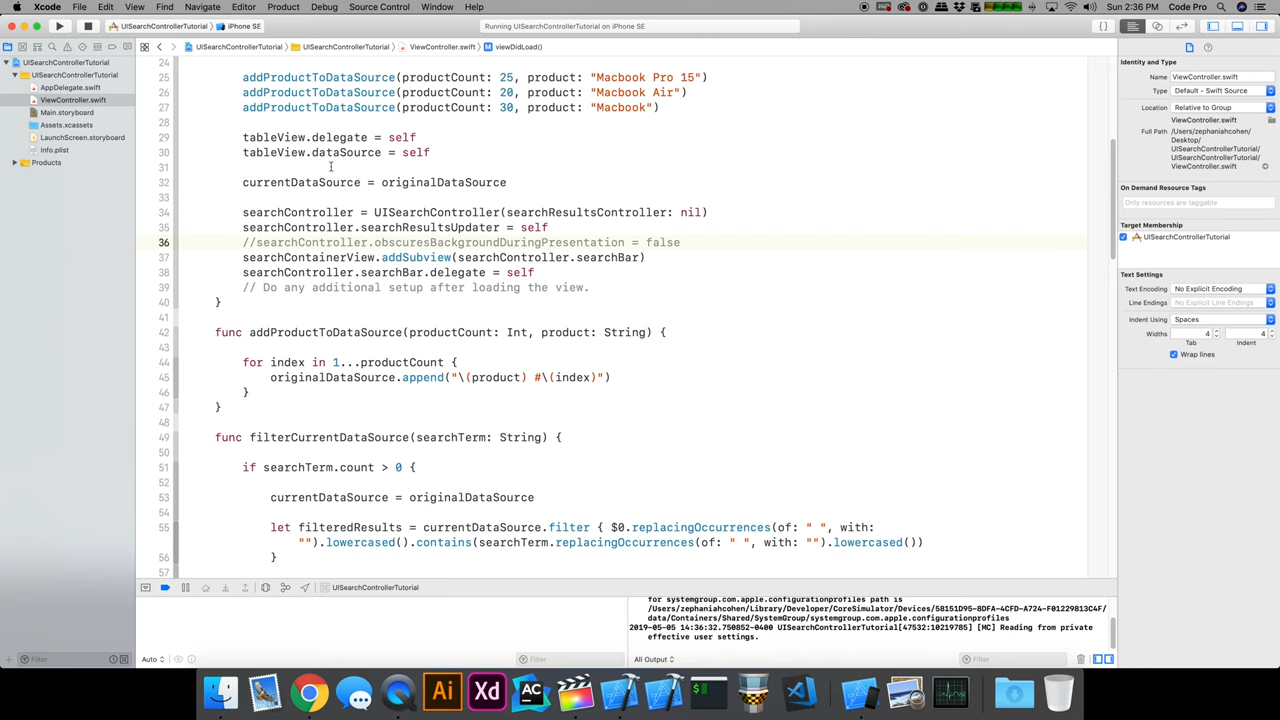 Xcode File Edit View Find Navigate Editor Product Debug Source Control Window Help
100% Sun 2:36 PM Code Pro
UISearchControllerTutorial iPhone SE
Running UISearchControllerTutorial on iPhone SE
UISearchControllerTutorial UISearchControllerTutorial ViewController.swift viewDidLoad()
UISearchControllerTutorial
UISearchControllerTutorial
AppDelegate.swift
ViewController.swift
Main.storyboard
Assets.xcassets
LaunchScreen.storyboard
Info.plist
Products
Filter
24
25 addProductToDataSource(productCount: 25, product: "Macbook Pro 15")
26 addProductToDataSource(productCount: 20, product: "Macbook Air")
27 addProductToDataSource(productCount: 30, product: "Macbook")
28
29 tableView.delegate = self
30 tableView.dataSource = self
31
32 currentDataSource = originalDataSource
33
34 searchController = UISearchController(searchResultsController: nil)
35 searchController.searchResultsUpdater = self
36 //searchController.obscuresBackgroundDuringPresentation = false
37 searchContainerView.addSubview(searchController.searchBar)
38 searchController.searchBar.delegate = self
39 // Do any additional setup after loading the view.
40 }
41
42 func addProductToDataSource(productCount: Int, product: String) {
43
44 for index in 1...productCount {
45 originalDataSource.append("\(product) #\(index)")
46 }
47 }
48
49 func filterCurrentDataSource(searchTerm: String) {
50
51 if searchTerm.count > 0 {
52
53 currentDataSource = originalDataSource
54
55 let filteredResults = currentDataSource.filter { $0.replacingOccurrences(of: " ", with:
"").lowercased().contains(searchTerm.replacingOccurrences(of: " ", with: "").lowercased())
56 }
57
UISearchControllerTutorial
for systemgroup.com.apple.configurationprofiles path is
/Users/zephaniahcohen/Library/Developer/CoreSimulator/Devices/58151D95-8DFA-4CFD-A724-F01229813C4F/
data/Containers/Shared/SystemGroup/systemgroup.com.apple.configurationprofiles
2019-05-05 14:36:32.750852-0400 UISearchControllerTutorial[47532:10219785] [MC] Reading from private
effective user settings.
Auto
Filter
All Output
Filter
Identity and Type
Name ViewController.swift
Type Default - Swift Source
Location Relative to Group
ViewController.swift
Full Path /Users/zephaniahcohen/
Desktop/
UISearchControllerTutorial/
UISearchControllerTutorial/
ViewController.swift
On Demand Resource Tags
Only resources are taggable
Target Membership
UISearchControllerTutorial
Text Settings
Text Encoding No Explicit Encoding
Line Endings No Explicit Line Endings
Indent Using Spaces
Widths 4 4
Tab Indent
Wrap lines
Ai Xd AC